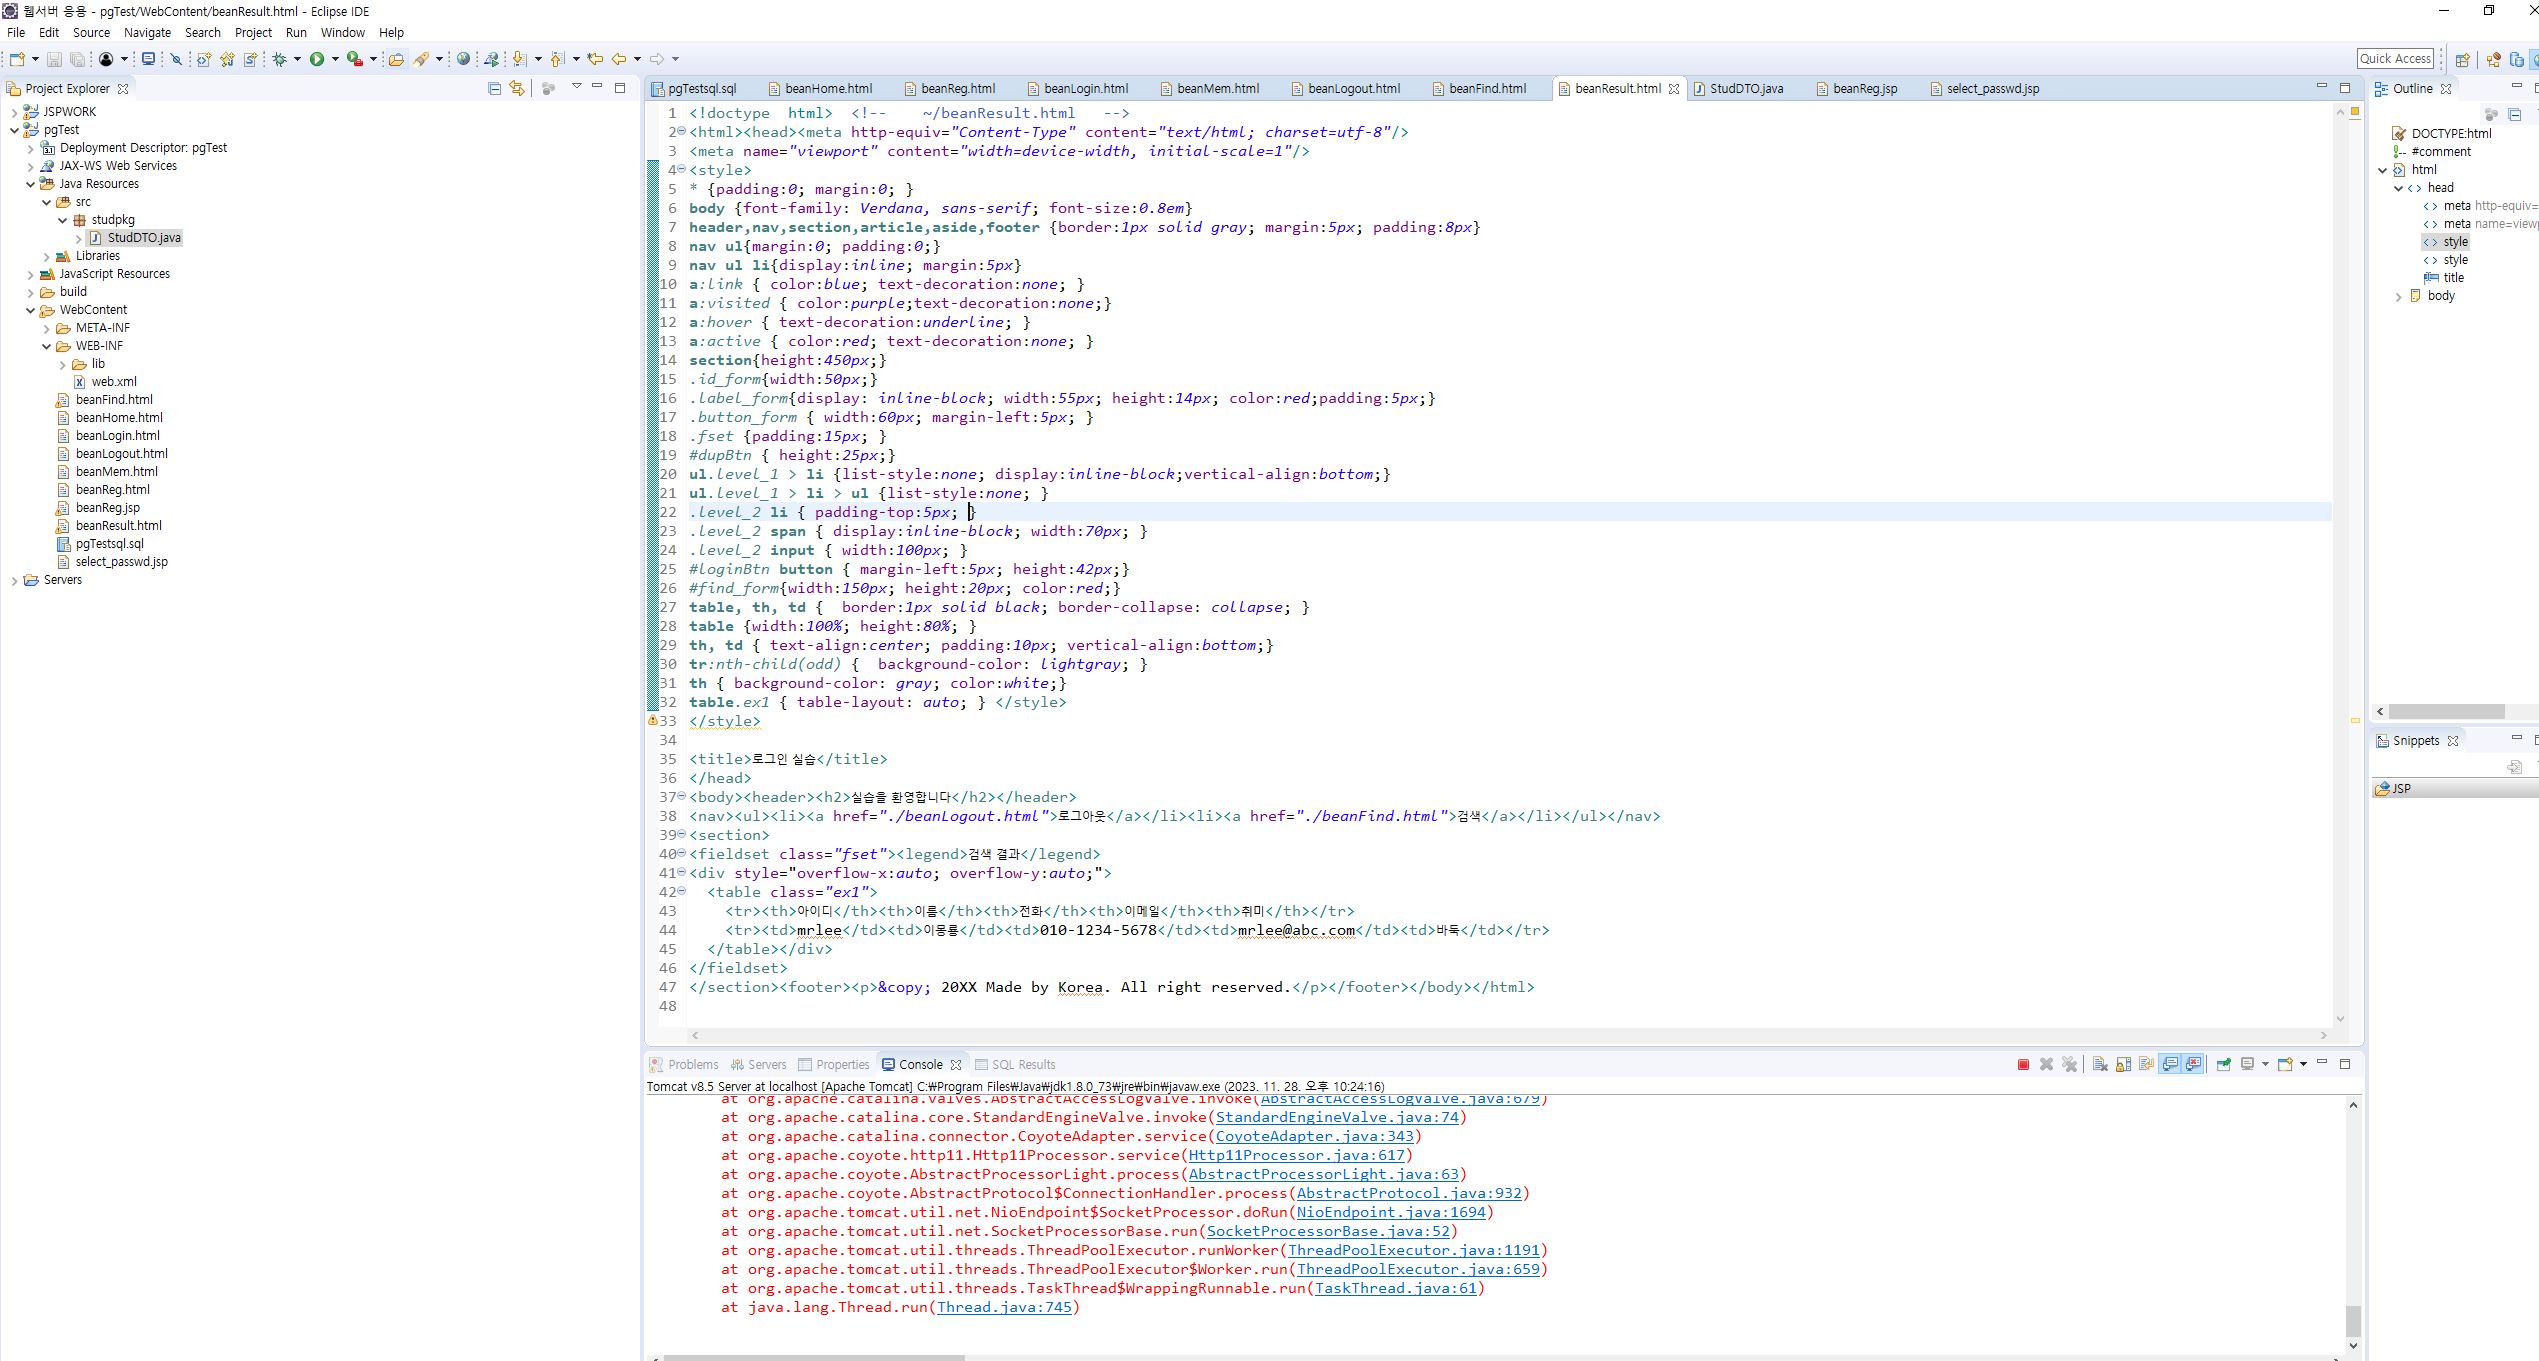 웹서버 응용 - pgTest/WebContent/beanResult.html - Eclipse IDE
File Edit Source Navigate Search Project Run Window Help
Quick Access
Project Explorer
JSPWORK
pgTest
Deployment Descriptor: pgTest
JAX-WS Web Services
Java Resources
src
studpkg
StudDTO.java
Libraries
JavaScript Resources
build
WebContent
META-INF
WEB-INF
lib
web.xml
beanFind.html
beanHome.html
beanLogin.html
beanLogout.html
beanMem.html
beanReg.html
beanReg.jsp
beanResult.html
pgTestsql.sql
select_passwd.jsp
Servers
pgTestsql.sql beanHome.html beanReg.html beanLogin.html beanMem.html beanLogout.html beanFind.html beanResult.html StudDTO.java beanReg.jsp select_passwd.jsp
1 <!doctype  html>  <!--    ~/beanResult.html   -->
2 <html><head><meta http-equiv="Content-Type" content="text/html; charset=utf-8"/>
3 <meta name="viewport" content="width=device-width, initial-scale=1"/>
4 <style>
5 * {padding:0; margin:0; }
6 body {font-family: Verdana, sans-serif; font-size:0.8em}
7 header,nav,section,article,aside,footer {border:1px solid gray; margin:5px; padding:8px}
8 nav ul{margin:0; padding:0;}
9 nav ul li{display:inline; margin:5px}
10 a:link { color:blue; text-decoration:none; }
11 a:visited { color:purple;text-decoration:none;}
12 a:hover { text-decoration:underline; }
13 a:active { color:red; text-decoration:none; }
14 section{height:450px;}
15 .id_form{width:50px;}
16 .label_form{display: inline-block; width:55px; height:14px; color:red;padding:5px;}
17 .button_form { width:60px; margin-left:5px; }
18 .fset {padding:15px; }
19 #dupBtn { height:25px;}
20 ul.level_1 > li {list-style:none; display:inline-block;vertical-align:bottom;}
21 ul.level_1 > li > ul {list-style:none; }
22 .level_2 li { padding-top:5px; }
23 .level_2 span { display:inline-block; width:70px; }
24 .level_2 input { width:100px; }
25 #loginBtn button { margin-left:5px; height:42px;}
26 #find_form{width:150px; height:20px; color:red;}
27 table, th, td {  border:1px solid black; border-collapse: collapse; }
28 table {width:100%; height:80%; }
29 th, td { text-align:center; padding:10px; vertical-align:bottom;}
30 tr:nth-child(odd) {  background-color: lightgray; }
31 th { background-color: gray; color:white;}
32 table.ex1 { table-layout: auto; } </style>
33 </style>
34
35 <title>로그인 실습</title>
36 </head>
37 <body><header><h2>실습을 환영합니다</h2></header>
38 <nav><ul><li><a href="./beanLogout.html">로그아웃</a></li><li><a href="./beanFind.html">검색</a></li></ul></nav>
39 <section>
40 <fieldset class="fset"><legend>검색 결과</legend>
41 <div style="overflow-x:auto; overflow-y:auto;">
42   <table class="ex1">
43     <tr><th>아이디</th><th>이름</th><th>전화</th><th>이메일</th><th>취미</th></tr>
44     <tr><td>mrlee</td><td>이몽룡</td><td>010-1234-5678</td><td>mrlee@abc.com</td><td>바둑</td></tr>
45   </table></div>
46 </fieldset>
47 </section><footer><p>&copy; 20XX Made by Korea. All right reserved.</p></footer></body></html>
48
Outline
DOCTYPE:html
#comment
html
head
meta http-equiv=
meta name=view
style
style
title
body
Snippets
JSP
Problems Servers Properties Console SQL Results
Tomcat v8.5 Server at localhost [Apache Tomcat] C:₩Program Files₩Java₩jdk1.8.0_73₩jre₩bin₩javaw.exe (2023. 11. 28. 오후 10:24:16)
at org.apache.catalina.valves.AbstractAccessLogValve.invoke(AbstractAccessLogValve.java:679)
at org.apache.catalina.core.StandardEngineValve.invoke(StandardEngineValve.java:74)
at org.apache.catalina.connector.CoyoteAdapter.service(CoyoteAdapter.java:343)
at org.apache.coyote.http11.Http11Processor.service(Http11Processor.java:617)
at org.apache.coyote.AbstractProcessorLight.process(AbstractProcessorLight.java:63)
at org.apache.coyote.AbstractProtocol$ConnectionHandler.process(AbstractProtocol.java:932)
at org.apache.tomcat.util.net.NioEndpoint$SocketProcessor.doRun(NioEndpoint.java:1694)
at org.apache.tomcat.util.net.SocketProcessorBase.run(SocketProcessorBase.java:52)
at org.apache.tomcat.util.threads.ThreadPoolExecutor.runWorker(ThreadPoolExecutor.java:1191)
at org.apache.tomcat.util.threads.ThreadPoolExecutor$Worker.run(ThreadPoolExecutor.java:659)
at org.apache.tomcat.util.threads.TaskThread$WrappingRunnable.run(TaskThread.java:61)
at java.lang.Thread.run(Thread.java:745)